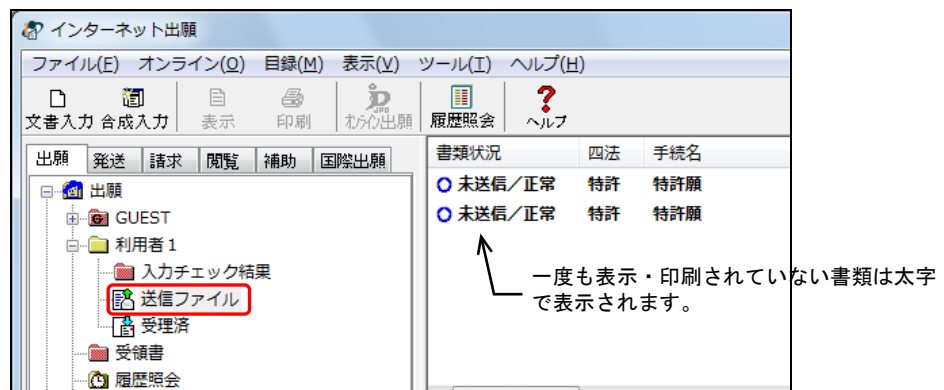 インターネット出願
ファイル(F) オンライン(O) 目録(M) 表示(V) ツール(T) ヘルプ(H)
文書入力 合成入力 表示 印刷 オンライン出願 履歴照会 ヘルプ
出願 発送 請求 閲覧 補助 国際出願
書類状況 四法 手続名
未送信／正常 特許 特許願
未送信／正常 特許 特許願
出願
GUEST
利用者１
入力チェック結果
送信ファイル
受理済
受領書
履歴照会
一度も表示・印刷されていない書類は太字
で表示されます。